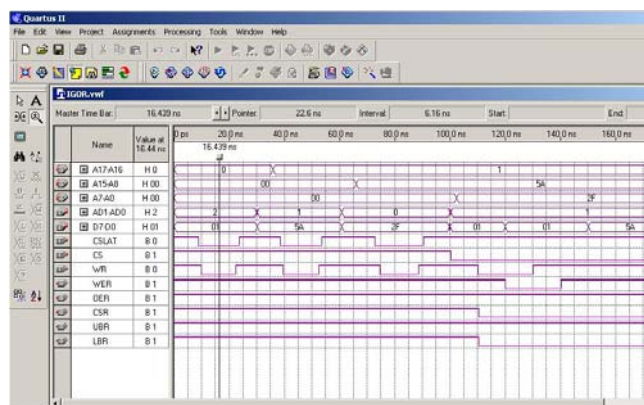 Quartus II
File Edit View Project Assignments Processing Tools Window Help
IGOR.vwf
Master Time Bar: 16.439 ns Pointer: 22.6 ns Interval: 6.16 ns Start: End:
Name Value at 16.44 ns 0 ps 20.0 ns 40.0 ns 60.0 ns 80.0 ns 100.0 ns 120.0 ns 140.0 ns 160.0 ns
16.439 ns
A17-A16 H 0 0 1
A15-A8 H 00 00 5A
A7-A0 H 00 00 2F
AD1-AD0 H 2 2 1 0 1
D7-D0 H 01 01 5A 2F 01 01 5A
CSLAT B 0
CS B 1
WR B 0
WER B 1
OER B 1
CSR B 1
UBR B 1
LBR B 1